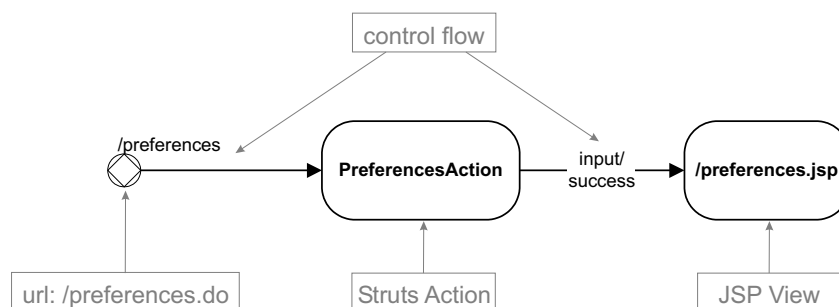 control flow
/preferences
PreferencesAction
input/
success
/preferences.jsp
url: /preferences.do
Struts Action
JSP View